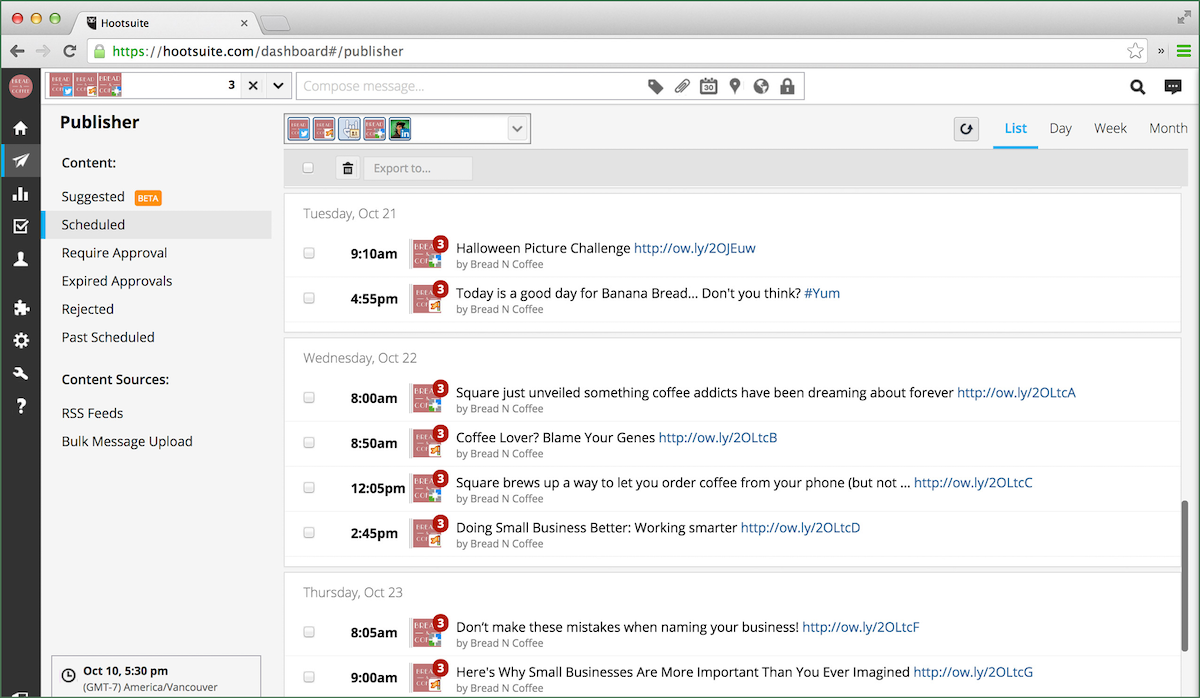 Hootsuite
https://hootsuite.com/dashboard#/publisher
3
Compose message...
30
Publisher
List
Day
Week
Month
Content:
Export to...
Suggested BETA
Scheduled
Require Approval
Expired Approvals
Rejected
Past Scheduled
Content Sources:
RSS Feeds
Bulk Message Upload
Oct 10, 5:30 pm
(GMT-7) America/Vancouver
Tuesday, Oct 21
9:10am 3 Halloween Picture Challenge http://ow.ly/2OJEuw
by Bread N Coffee
4:55pm 3 Today is a good day for Banana Bread... Don't you think? #Yum
by Bread N Coffee
Wednesday, Oct 22
8:00am 3 Square just unveiled something coffee addicts have been dreaming about forever http://ow.ly/2OLtcA
by Bread N Coffee
8:50am 3 Coffee Lover? Blame Your Genes http://ow.ly/2OLtcB
by Bread N Coffee
12:05pm 3 Square brews up a way to let you order coffee from your phone (but not ... http://ow.ly/2OLtcC
by Bread N Coffee
2:45pm 3 Doing Small Business Better: Working smarter http://ow.ly/2OLtcD
by Bread N Coffee
Thursday, Oct 23
8:05am 3 Don't make these mistakes when naming your business! http://ow.ly/2OLtcF
by Bread N Coffee
9:00am 3 Here's Why Small Businesses Are More Important Than You Ever Imagined http://ow.ly/2OLtcG
by Bread N Coffee